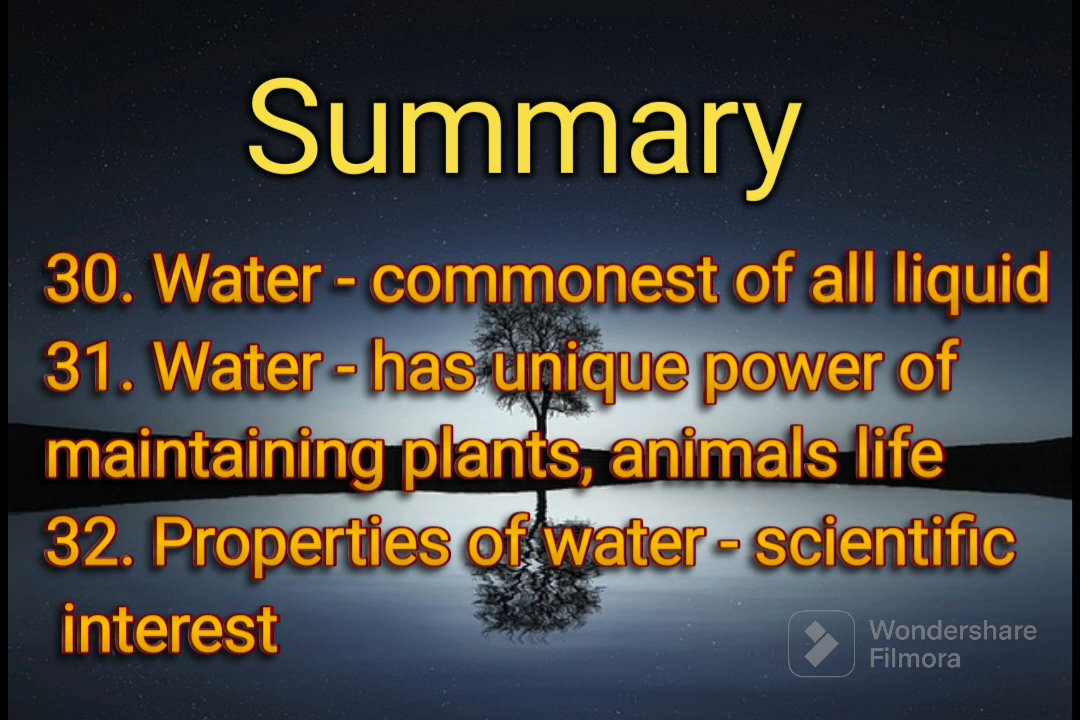 Summary
30. Water - commonest of all liquid
31. Water - has unique power of
maintaining plants, animals life
32. Properties of water - scientific
interest
Wondershare
Filmora